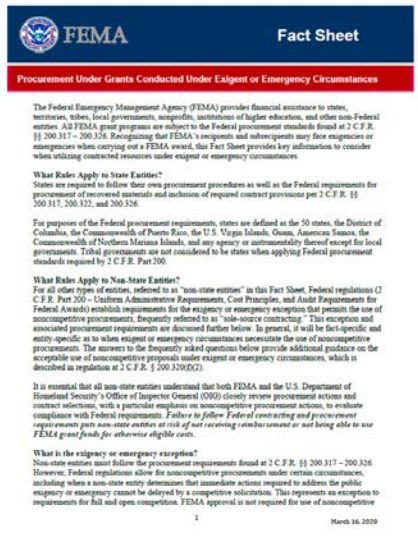 FEMA
Fact Sheet
Procurement Under Grants Conducted Under Exigent or Emergency Circumstances
The Federal Emergency Management Agency (FEMA) provides financial assistance to states,
territories, tribes, local governments, nonprofits, institutions of higher education, and other non-Federal
entities. All FEMA grant programs are subject to the Federal procurement standards found at 2 C.F.R.
§§ 200.317 – 200.326. Recognizing that FEMA's recipients and subrecipients may face exigencies or
emergencies when carrying out a FEMA award, this Fact Sheet provides key information to consider
when utilizing contracted resources under exigent or emergency circumstances.
What Rules Apply to State Entities?
States are required to follow their own procurement procedures as well as the Federal requirements for
procurement of recovered materials and inclusion of required contract provisions per 2 C.F.R. §§
200.317, 200.322, and 200.326.
For purposes of the Federal procurement requirements, states are defined as the 50 states, the District of
Columbia, the Commonwealth of Puerto Rico, the U.S. Virgin Islands, Guam, American Samoa, the
Commonwealth of Northern Mariana Islands, and any agency or instrumentality thereof except for local
governments. Tribal governments are not considered to be states when applying Federal procurement
standards required by 2 C.F.R. Part 200.
What Rules Apply to Non-State Entities?
For all other types of entities, (referred to as "non-state entities" in this Fact Sheet, Federal regulations (2
C.F.R. Part 200 – Uniform Administrative Requirements, Cost Principles, and Audit Requirements for
Federal Awards) establish requirements for the exigency or emergency exception that permits the use of
noncompetitive procurements, frequently referred to as "sole-source contracting." This exception and
associated procurement requirements are discussed further below. In general, it will be fact-specific and
entity-specific as to when exigent or emergency circumstances necessitate the use of noncompetitive
procurements. The answers to the frequently asked questions below provide additional guidance on the
acceptable use of noncompetitive proposals under exigent or emergency circumstances, which is
described in regulation at 2 C.F.R. § 200.320(f)(2).
It is essential that all non-state entities understand that both FEMA and the U.S. Department of
Homeland Security's Office of Inspector General (OIG) closely review procurement actions and
contract selections, with a particular emphasis on noncompetitive procurement actions, to evaluate
compliance with Federal requirements. Failure to follow Federal contracting and procurement
requirements puts non-state entities at risk of not receiving reimbursement or not being able to use
FEMA grant funds for otherwise eligible costs.
What is the exigency or emergency exception?
Non-state entities must follow the procurement requirements found at 2 C.F.R. §§ 200.317 – 200.326.
However, Federal regulations allow for noncompetitive procurements under certain circumstances,
including when a non-state entity determines that immediate actions required to address the public
exigency or emergency cannot be delayed by a competitive solicitation. This represents an exception to
requirements for full and open competition. FEMA approval is not required for use of noncompetitive
1
March 16, 2020